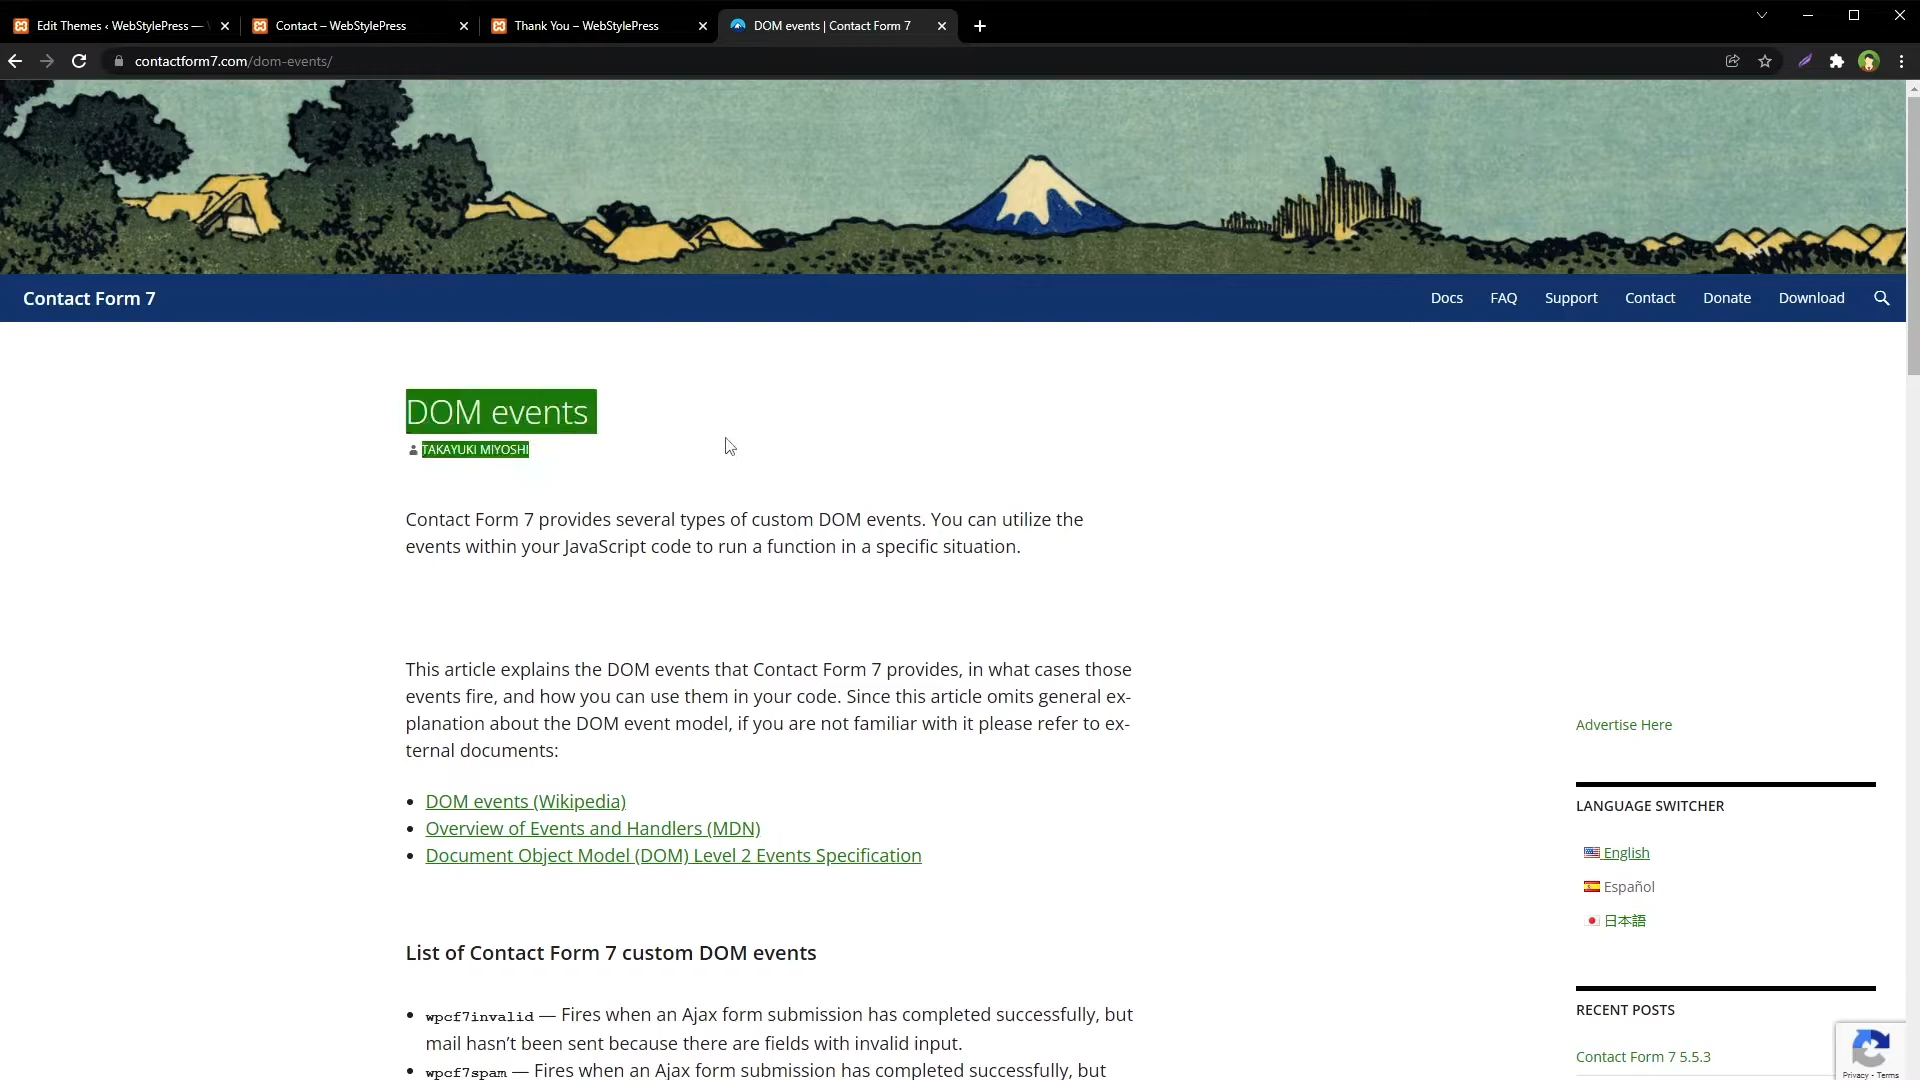 Edit Themes ‹ WebStylePress —
Contact – WebStylePress
Thank You – WebStylePress
DOM events | Contact Form 7
contactform7.com/dom-events/
Contact Form 7
Docs
FAQ
Support
Contact
Donate
Download
DOM events
TAKAYUKI MIYOSHI
Contact Form 7 provides several types of custom DOM events. You can utilize the
events within your JavaScript code to run a function in a specific situation.
This article explains the DOM events that Contact Form 7 provides, in what cases those
events fire, and how you can use them in your code. Since this article omits general ex-
planation about the DOM event model, if you are not familiar with it please refer to ex-
ternal documents:
• DOM events (Wikipedia)
• Overview of Events and Handlers (MDN)
• Document Object Model (DOM) Level 2 Events Specification
List of Contact Form 7 custom DOM events
• wpcf7invalid — Fires when an Ajax form submission has completed successfully, but
mail hasn’t been sent because there are fields with invalid input.
• wpcf7spam — Fires when an Ajax form submission has completed successfully, but
Advertise Here
LANGUAGE SWITCHER
English
Español
日本語
RECENT POSTS
Contact Form 7 5.5.3
Privacy - Terms